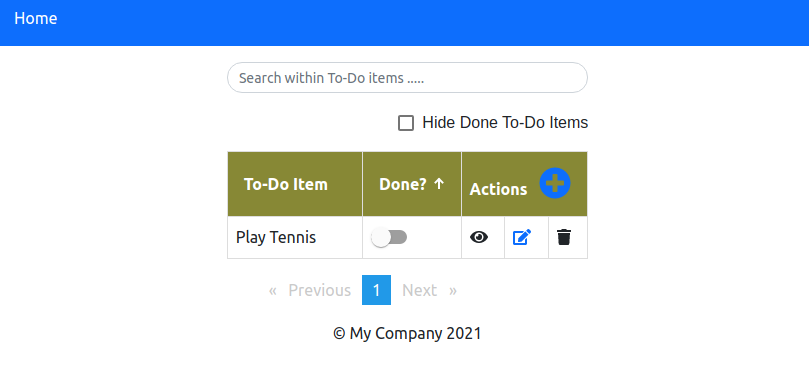 Home
Search within To-Do items .....
Hide Done To-Do Items
To-Do Item Done? ↑ Actions
Play Tennis
« Previous 1 Next »
© My Company 2021